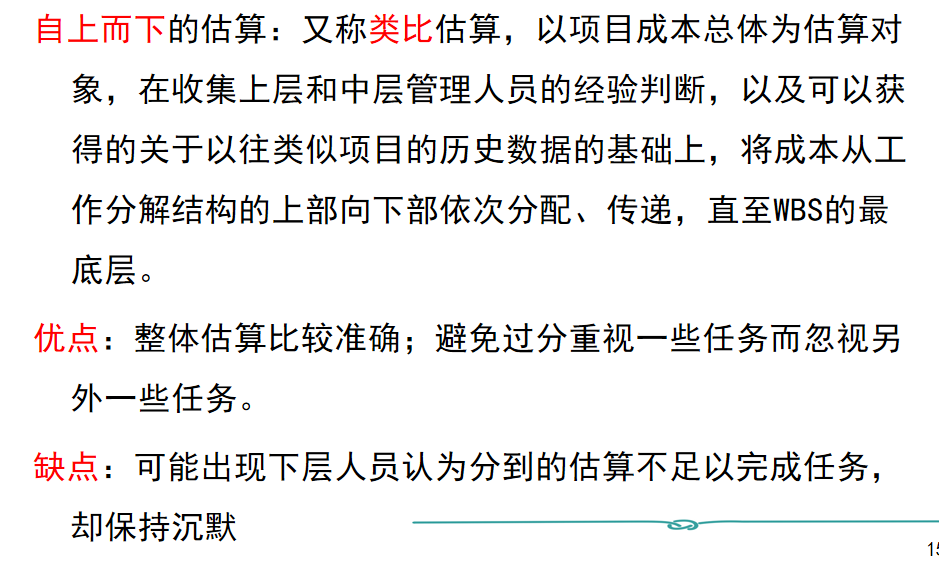 自上而下的估算：又称类比估算，以项目成本总体为估算对
象，在收集上层和中层管理人员的经验判断，以及可以获
得的关于以往类似项目的历史数据的基础上，将成本从工
作分解结构的上部向下部依次分配、传递，直至WBS的最
底层。
优点：整体估算比较准确；避免过分重视一些任务而忽视另
外一些任务。
缺点：可能出现下层人员认为分到的估算不足以完成任务，
却保持沉默